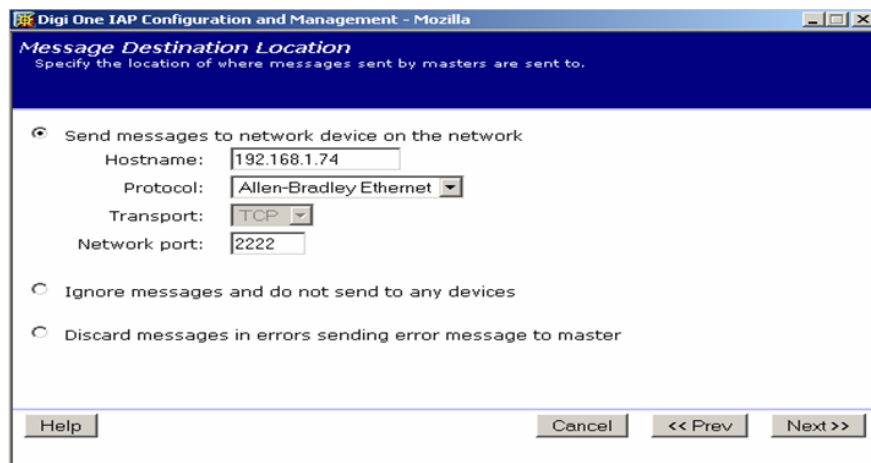 Digi One IAP Configuration and Management - Mozilla
Message Destination Location
Specify the location of where messages sent by masters are sent to.
Send messages to network device on the network
Hostname: 192.168.1.74
Protocol: Allen-Bradley Ethernet
Transport: TCP
Network port: 2222
Ignore messages and do not send to any devices
Discard messages in errors sending error message to master
Help Cancel << Prev Next >>